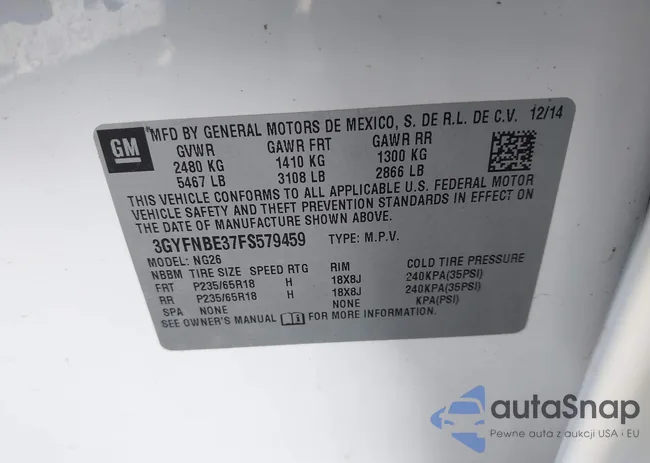 GM
MFD BY GENERAL MOTORS DE MEXICO, S. DE R.L. DE C.V. 12/14
GVWR GAWR FRT GAWR RR
2480 KG 1410 KG 1300 KG
5467 LB 3108 LB 2866 LB
THIS VEHICLE CONFORMS TO ALL APPLICABLE U.S. FEDERAL MOTOR
VEHICLE SAFETY AND THEFT PREVENTION STANDARDS IN EFFECT ON
THE DATE OF MANUFACTURE SHOWN ABOVE.
3GYFNBE37FS579459 TYPE: M.P.V.
MODEL: NG26
NBBM TIRE SIZE SPEED RTG RIM COLD TIRE PRESSURE
FRT P235/65R18 H 18X8J 240KPA(35PSI)
RR P235/65R18 H 18X8J 240KPA(35PSI)
SPA NONE NONE KPA(PSI)
SEE OWNER'S MANUAL FOR MORE INFORMATION.
autaSnap
Pewne auta z aukcji USA i EU